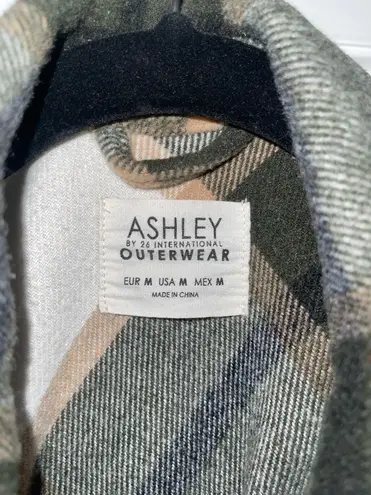 ASHLEY
BY 26 INTERNATIONAL
OUTERWEAR
EUR M USA M MEX M
MADE IN CHINA